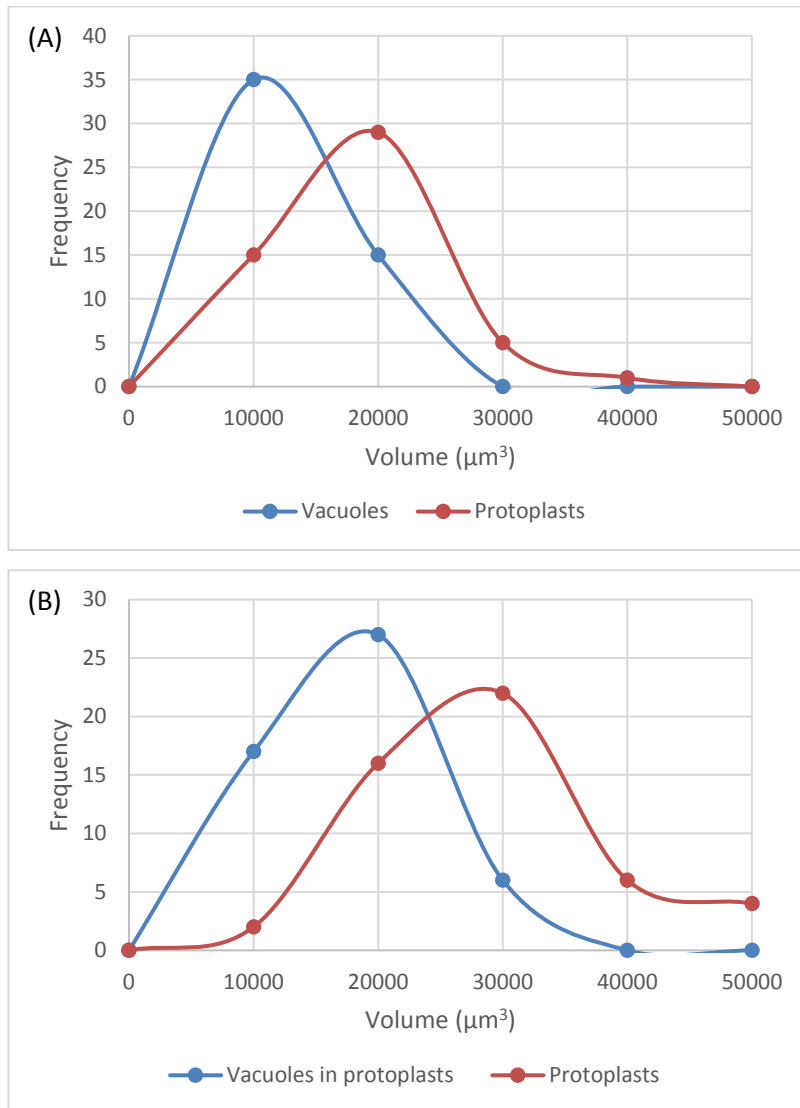 (A)
40
35
30
25
20
15
10
5
0
Frequency
0 10000 20000 30000 40000 50000
Volume (µm³)
Vacuoles Protoplasts
(B)
30
25
20
15
10
5
0
Frequency
0 10000 20000 30000 40000 50000
Volume (µm³)
Vacuoles in protoplasts Protoplasts